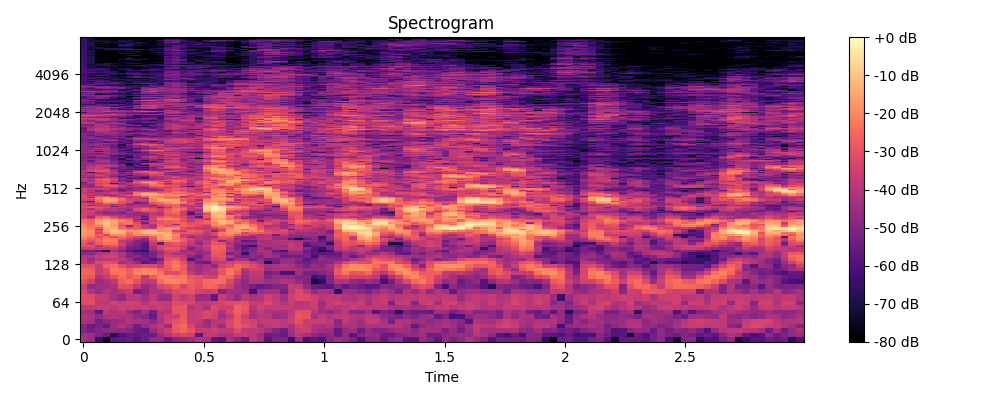 Spectrogram
+0 dB
4096
-10 dB
2048
-20 dB
1024
-30 dB
Hz
512
-40 dB
256
-50 dB
128
-60 dB
64
-70 dB
0
-80 dB
0 0.5 1 1.5 2 2.5
Time